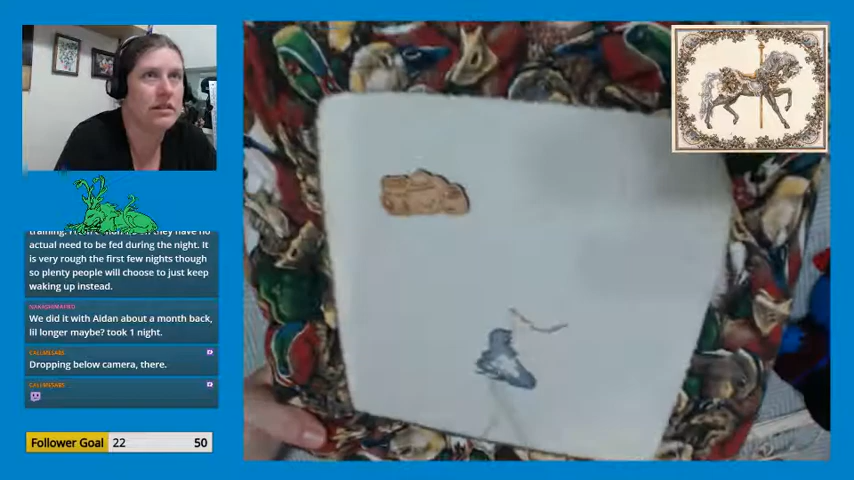 actual need to be fed during the night. It
is very rough the first few nights though
so plenty people will choose to just keep
waking up instead.
We did it with Aidan about a month back,
lil longer maybe? took 1 night.
Dropping below camera, there.
Follower Goal 22 50